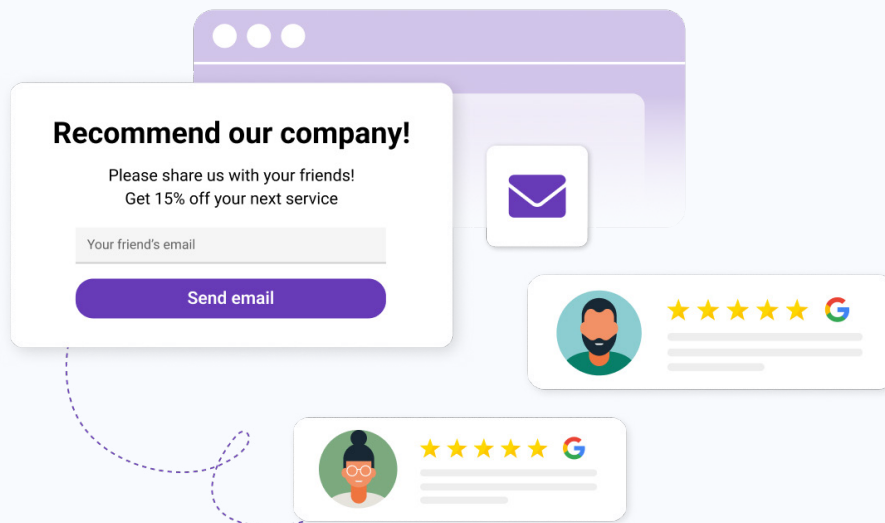 Recommend our company!
Please share us with your friends!
Get 15% off your next service
Your friend's email
Send email